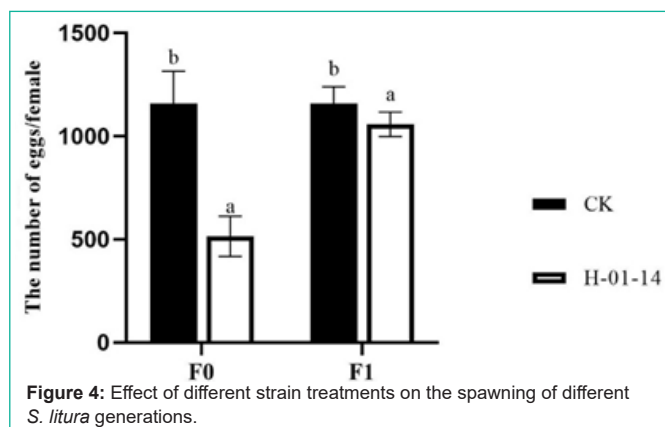 1500
b
b
a
1000
a
500
0
F0
F1
The number of eggs/female
CK
H-01-14
Figure 4: Effect of different strain treatments on the spawning of different
S. litura generations.